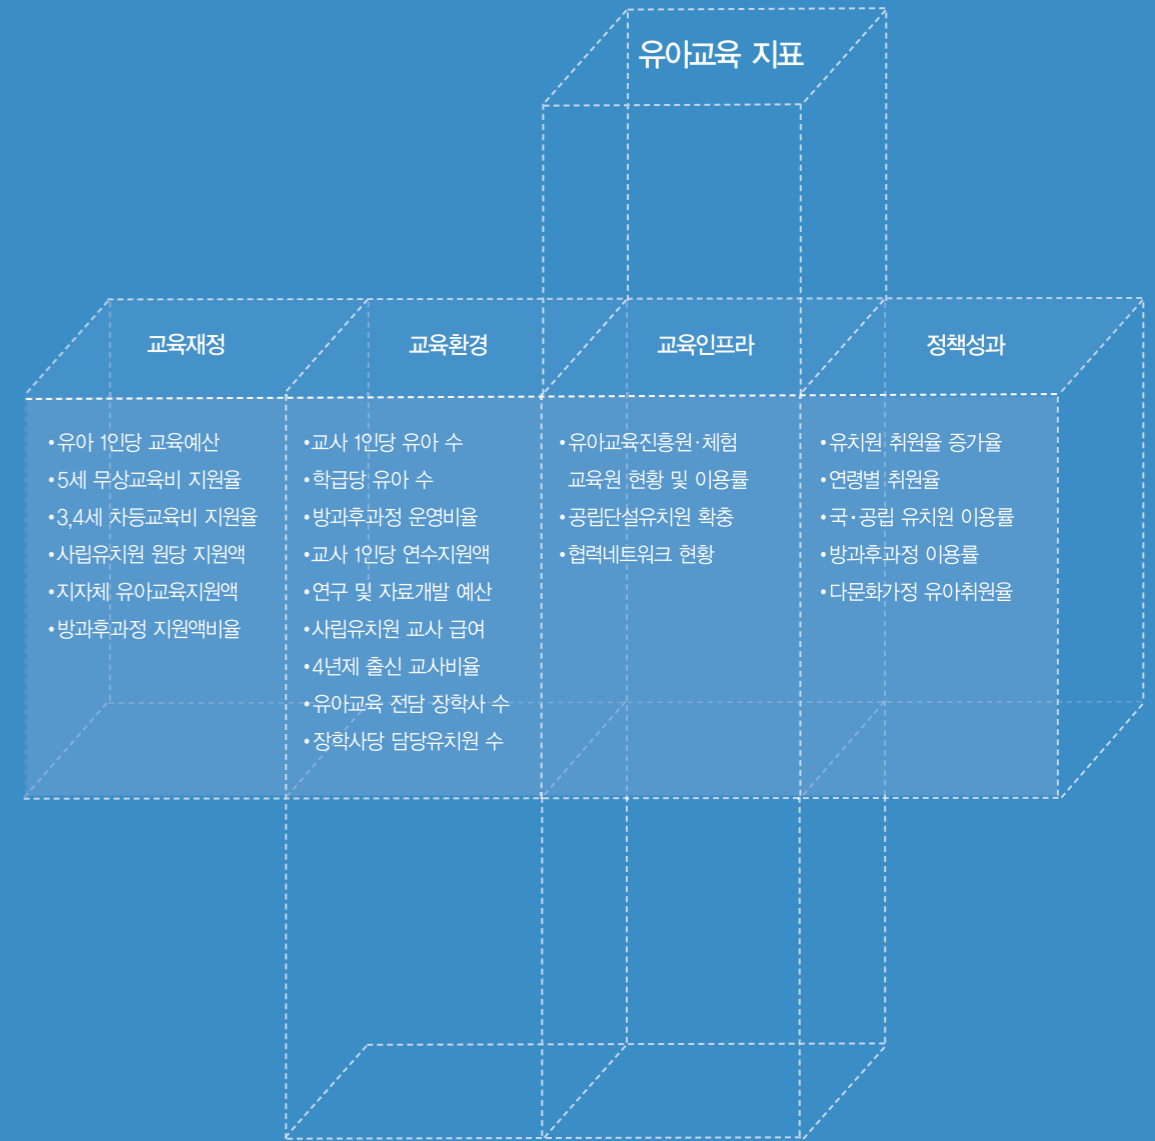 유아교육 지표
교육재정
• 유아 1인당 교육예산
• 5세 무상교육비 지원율
• 3,4세 차등교육비 지원율
• 사립유치원 원당 지원액
• 지자체 유아교육지원액
• 방과후과정 지원액비율
교육환경
• 교사 1인당 유아 수
• 학급당 유아 수
• 방과후과정 운영비율
• 교사 1인당 연수지원액
• 연구 및 자료개발 예산
• 사립유치원 교사 급여
• 4년제 출신 교사비율
• 유아교육 전담 장학사 수
• 장학사당 담당유치원 수
교육인프라
• 유아교육진흥원·체험
교육원 현황 및 이용률
• 공립단설유치원 확충
• 협력네트워크 현황
정책성과
• 유치원 취원율 증가율
• 연령별 취원율
• 국·공립 유치원 이용률
• 방과후과정 이용률
• 다문화가정 유아취원율